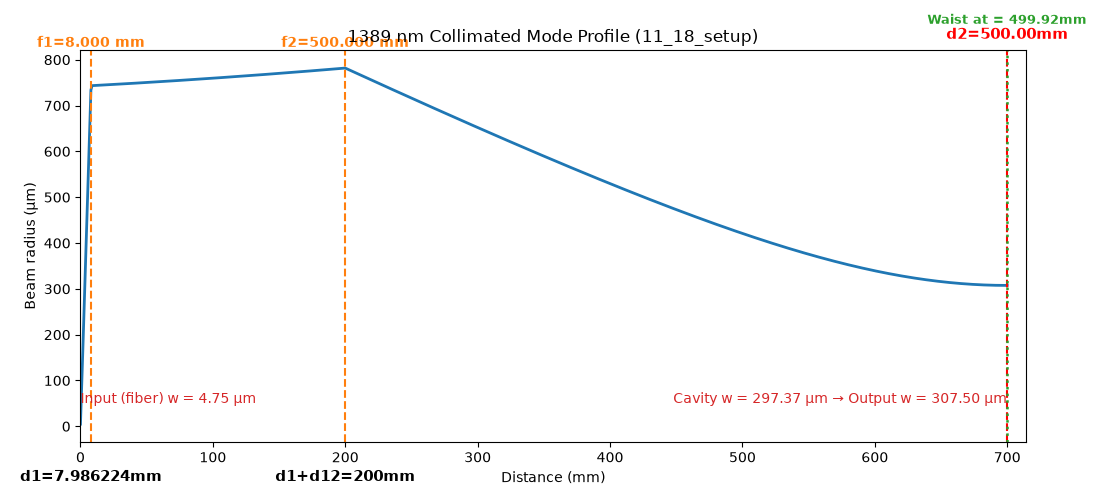 Waist at = 499.92mm
d2=500.00mm
1389 nm Collimated Mode Profile (11_18_setup)
f1=8.000 mm
f2=500.000 mm
800
700
600
500
400
300
200
100
0
Beam radius (μm)
Input (fiber) w = 4.75 μm
Cavity w = 297.37 μm → Output w = 307.50 μm
0 100 200 300 400 500 600 700
d1=7.986224mm
d1+d12=200mm
Distance (mm)